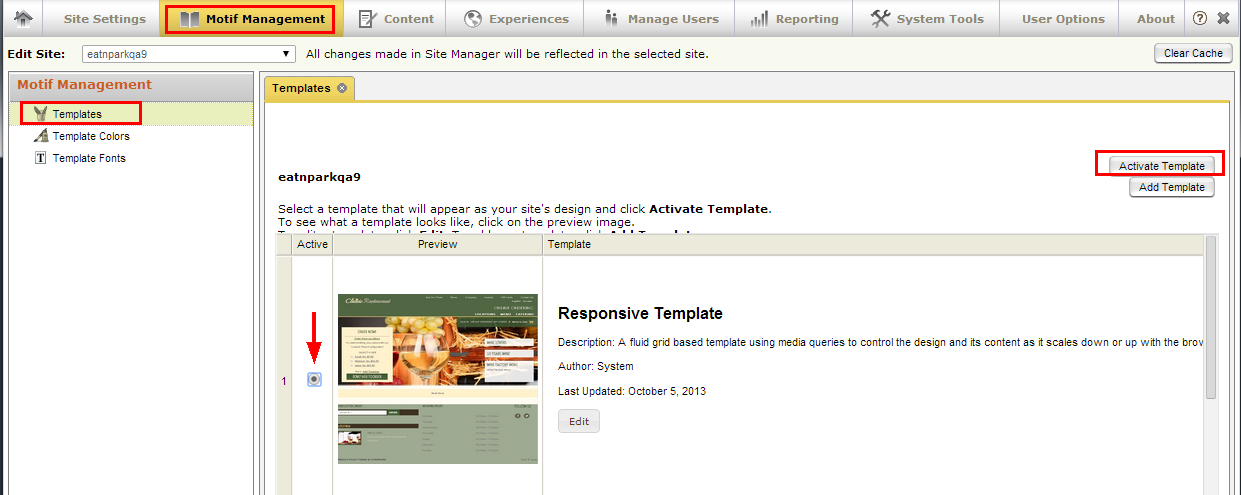 Site Settings Motif Management Content Experiences Manage Users Reporting System Tools User Options About
Edit Site: eatnparkqa9 All changes made in Site Manager will be reflected in the selected site. Clear Cache
Motif Management
Templates
Template Colors
T Template Fonts
Templates
Activate Template
Add Template
eatnparkqa9
Select a template that will appear as your site's design and click Activate Template.
To see what a template looks like, click on the preview image.
Active Preview Template
1
Responsive Template
Description: A fluid grid based template using media queries to control the design and its content as it scales down or up with the brow
Author: System
Last Updated: October 5, 2013
Edit